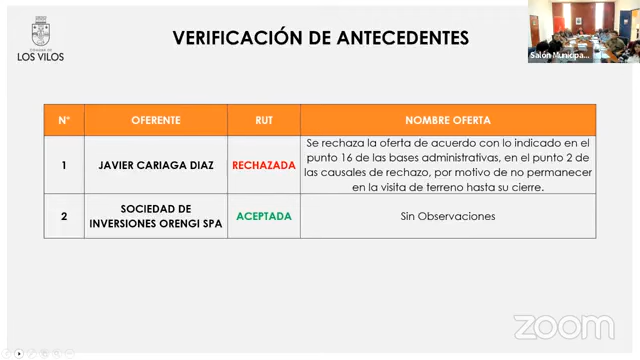 VERIFICACIÓN DE ANTECEDENTES
LOS VILOS
Salón Municipa...
N° OFERENTE RUT NOMBRE OFERTA
1 JAVIER CARIAGA DIAZ RECHAZADA
Se rechaza la oferta de acuerdo con lo indicado en el
punto 16 de las bases administrativas, en el punto 2 de
las causales de rechazo, por motivo de no permanecer
en la visita de terreno hasta su cierre.
2 SOCIEDAD DE
INVERSIONES ORENGI SPA ACEPTADA Sin Observaciones
zoom